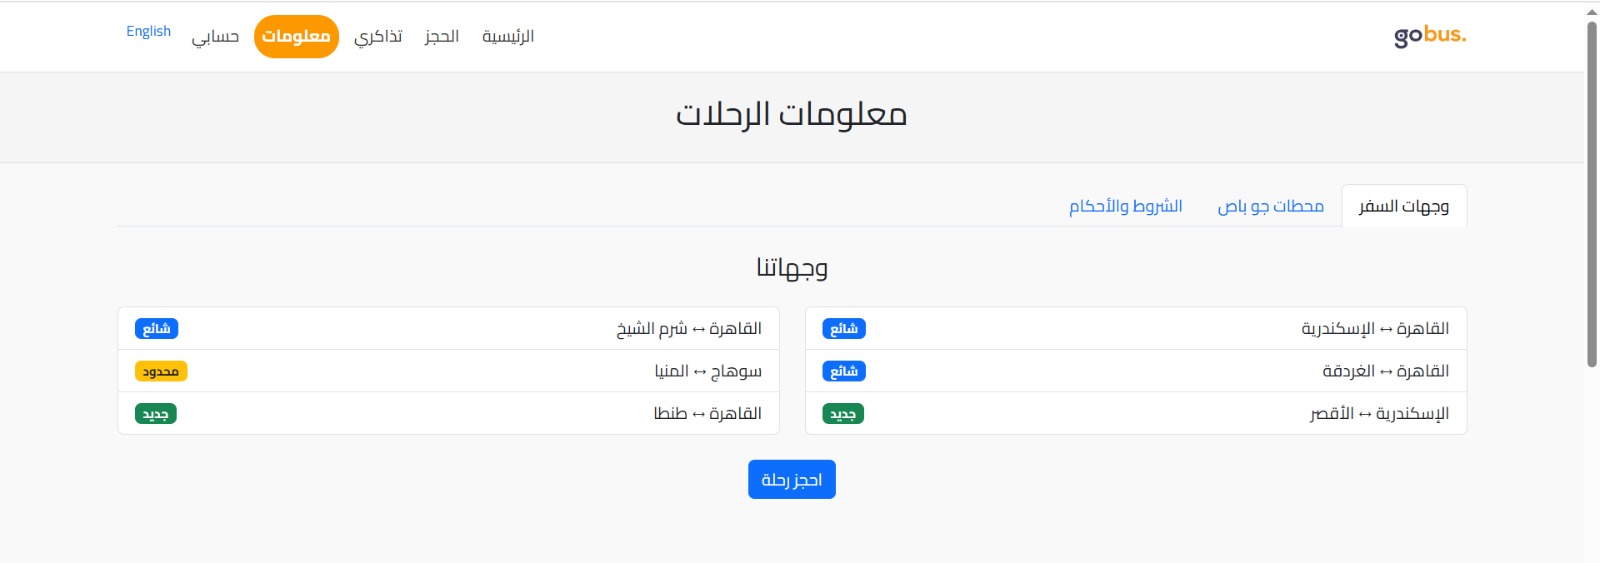 gobus.
الرئيسية
الحجز
تذاكري
معلومات
حسابي
English
معلومات الرحلات
وجهات السفر
محطات جو باص
الشروط والأحكام
وجهاتنا
القاهرة ↔ الإسكندرية
شائع
القاهرة ↔ الغردقة
شائع
الإسكندرية ↔ الأقصر
جديد
القاهرة ↔ شرم الشيخ
شائع
سوهاج ↔ المنيا
محدود
القاهرة ↔ طنطا
جديد
احجز رحلة